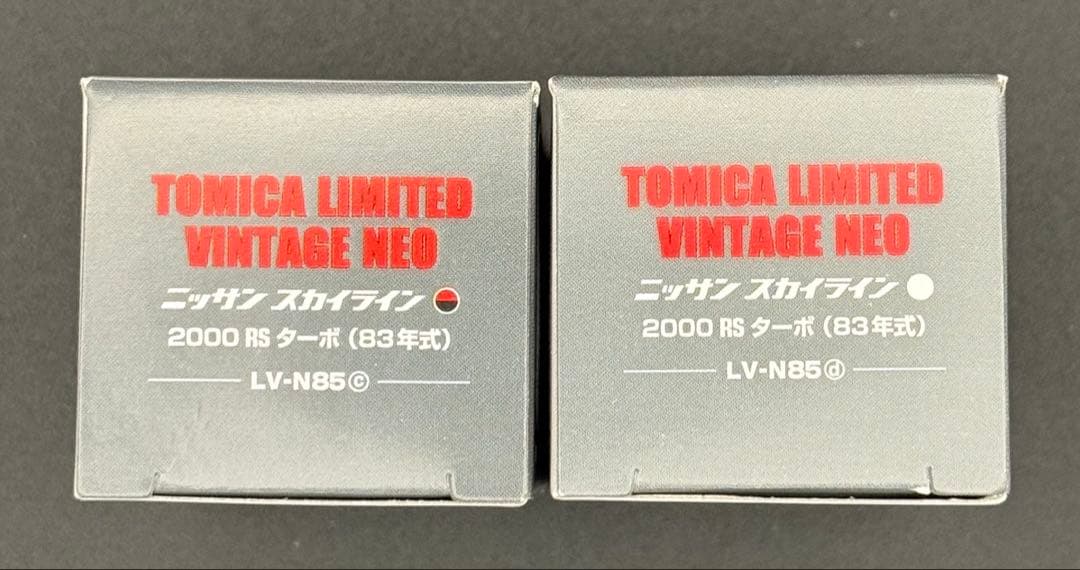 TOMICA LIMITED
VINTAGE NEO
ニッサン スカイライン
2000 RS ターボ（83年式）
LV-N85ⓒ
TOMICA LIMITED
VINTAGE NEO
ニッサン スカイライン
2000 RS ターボ（83年式）
LV-N85ⓓ